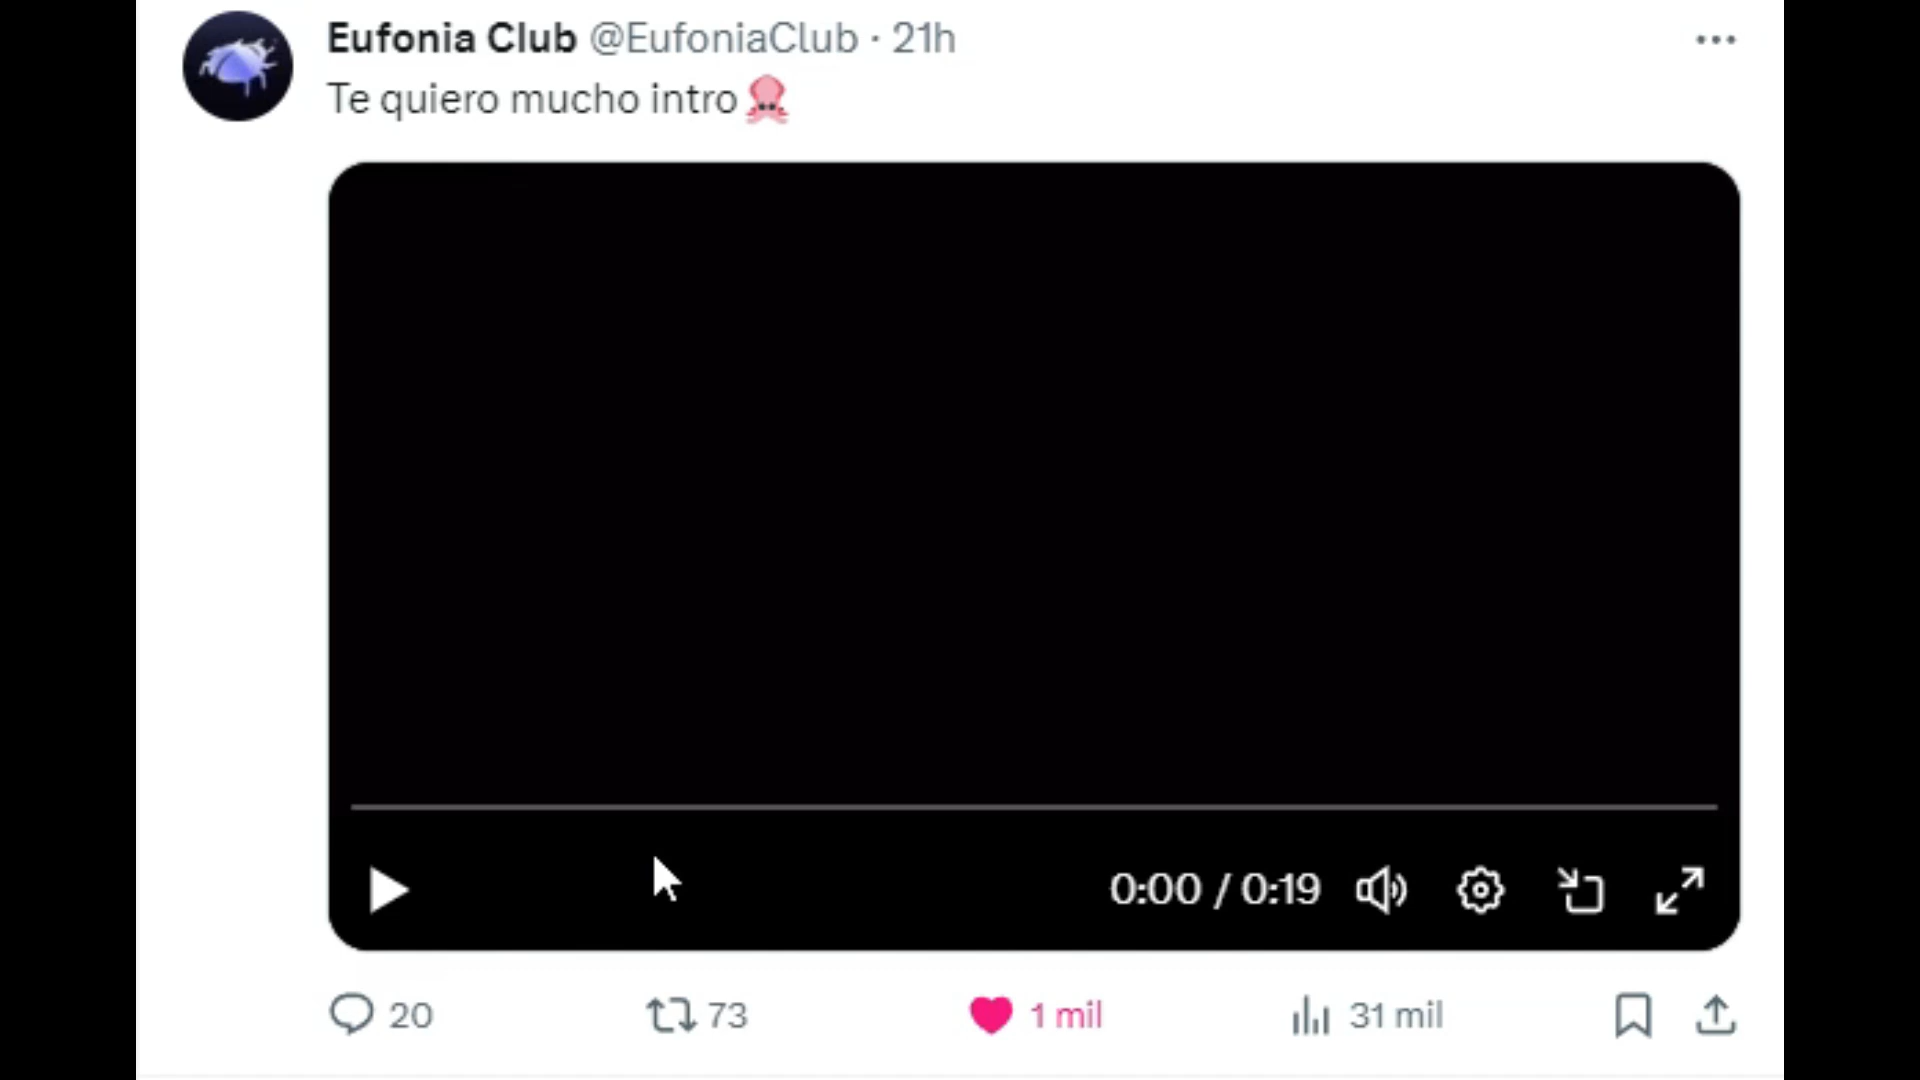 Eufonia Club @EufoniaClub · 21h
Te quiero mucho intro🦑
0:00 / 0:19
20 73 1 mil 31 mil